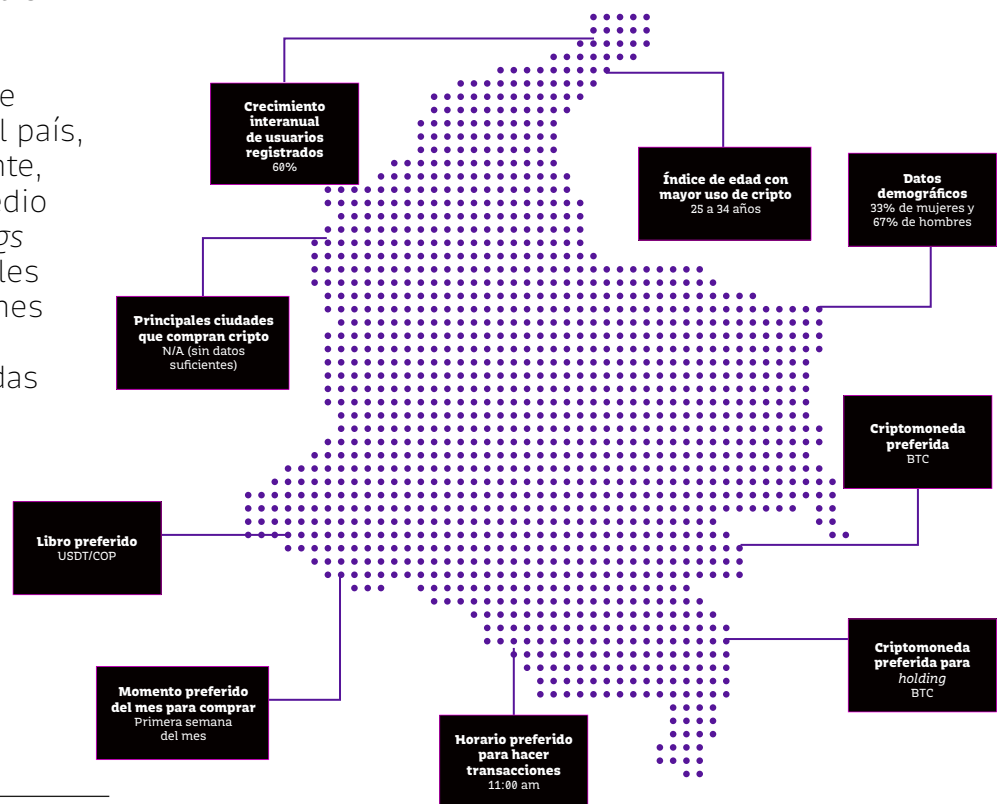 l país,
Crecimiento
interanual
de usuarios
registrados
60%
Índice de edad con
mayor uso de cripto
25 a 34 años
Datos
demográficos
33% de mujeres y
67% de hombres
Principales ciudades
que compran cripto
N/A (sin datos
suficientes)
Criptomoneda
preferida
BTC
Libro preferido
USDT/COP
Criptomoneda
preferida para
holding
BTC
Momento preferido
del mes para comprar
Primera semana
del mes
Horario preferido
para hacer
transacciones
11:00 am